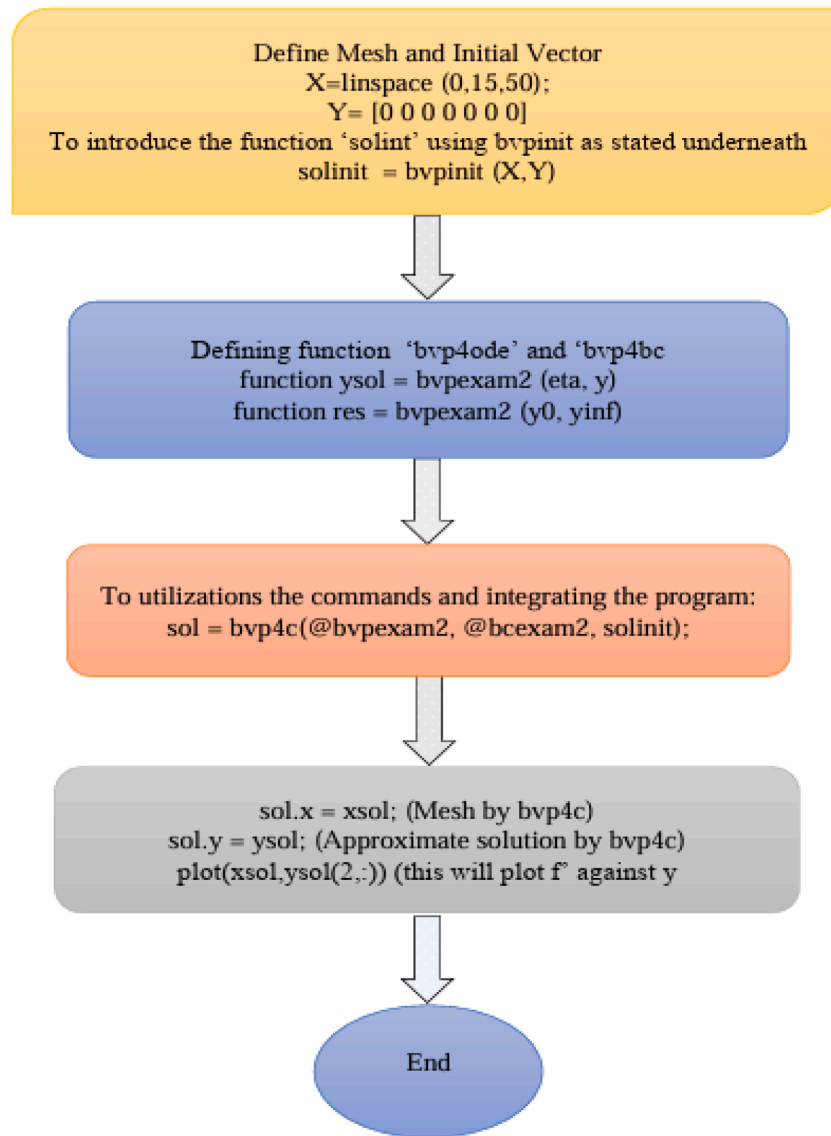 Define Mesh and Initial Vector
X=linspace (0,15,50);
Y= [0 0 0 0 0 0 0]
To introduce the function ‘solint’ using bvpinit as stated underneath
solinit = bvpinit (X,Y)
Defining function ‘bvp4ode’ and ‘bvp4bc
function ysol = bvpexam2 (eta, y)
function res = bvpexam2 (y0, yinf)
To utilizations the commands and integrating the program:
sol = bvp4c(@bvpexam2, @bcexam2, solinit);
sol.x = xsol; (Mesh by bvp4c)
sol.y = ysol; (Approximate solution by bvp4c)
plot(xsol,ysol(2,:)) (this will plot f’ against y
End